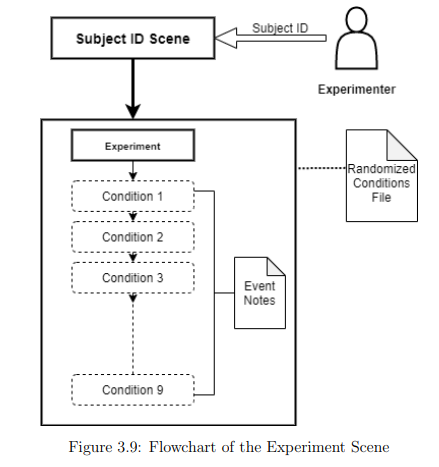 Subject ID Scene
Subject ID
Experimenter
Experiment
Condition 1
Condition 2
Condition 3
Condition 9
Event
Notes
Randomized
Conditions
File
Figure 3.9: Flowchart of the Experiment Scene